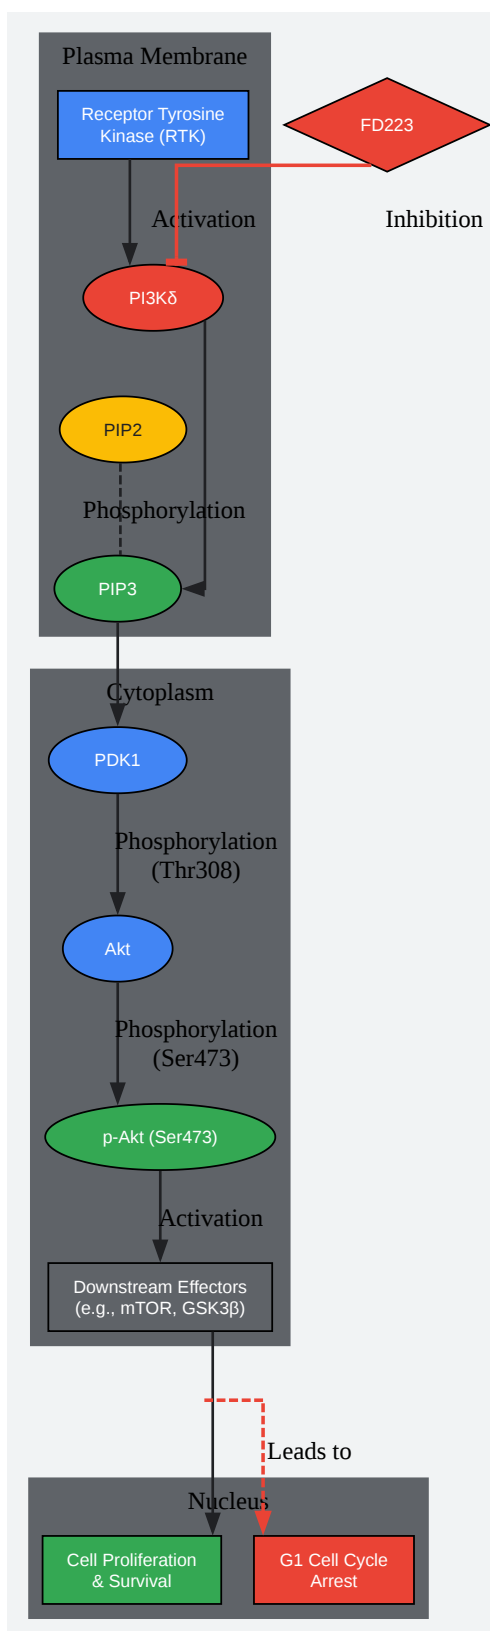 Plasma Membrane
Receptor Tyrosine
Kinase (RTK)
FD223
Activation
Inhibition
PI3Kδ
PIP2
Phosphorylation
PIP3
Cytoplasm
PDK1
Phosphorylation
(Thr308)
Akt
Phosphorylation
(Ser473)
p-Akt (Ser473)
Activation
Downstream Effectors
(e.g., mTOR, GSK3β)
Leads to
Nucleus
Cell Proliferation
& Survival
G1 Cell Cycle
Arrest